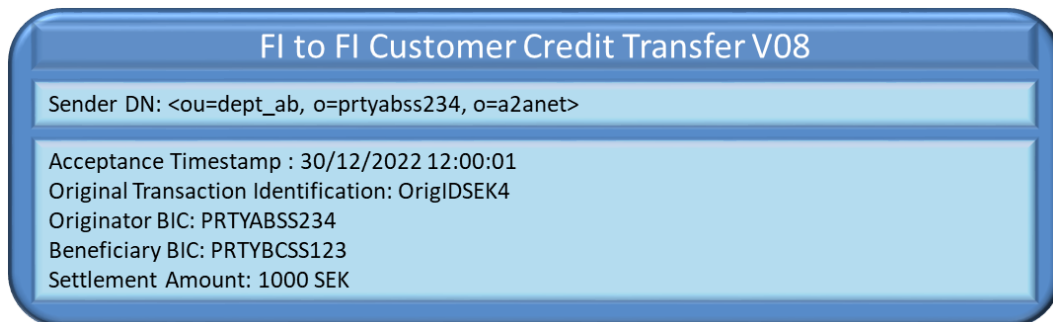 FI to FI Customer Credit Transfer V08
Sender DN: <ou=dept_ab, o=prtyabss234, o=a2anet>
Acceptance Timestamp : 30/12/2022 12:00:01
Original Transaction Identification: OrigIDSEK4
Originator BIC: PRTYABSS234
Beneficiary BIC: PRTYBCSS123
Settlement Amount: 1000 SEK